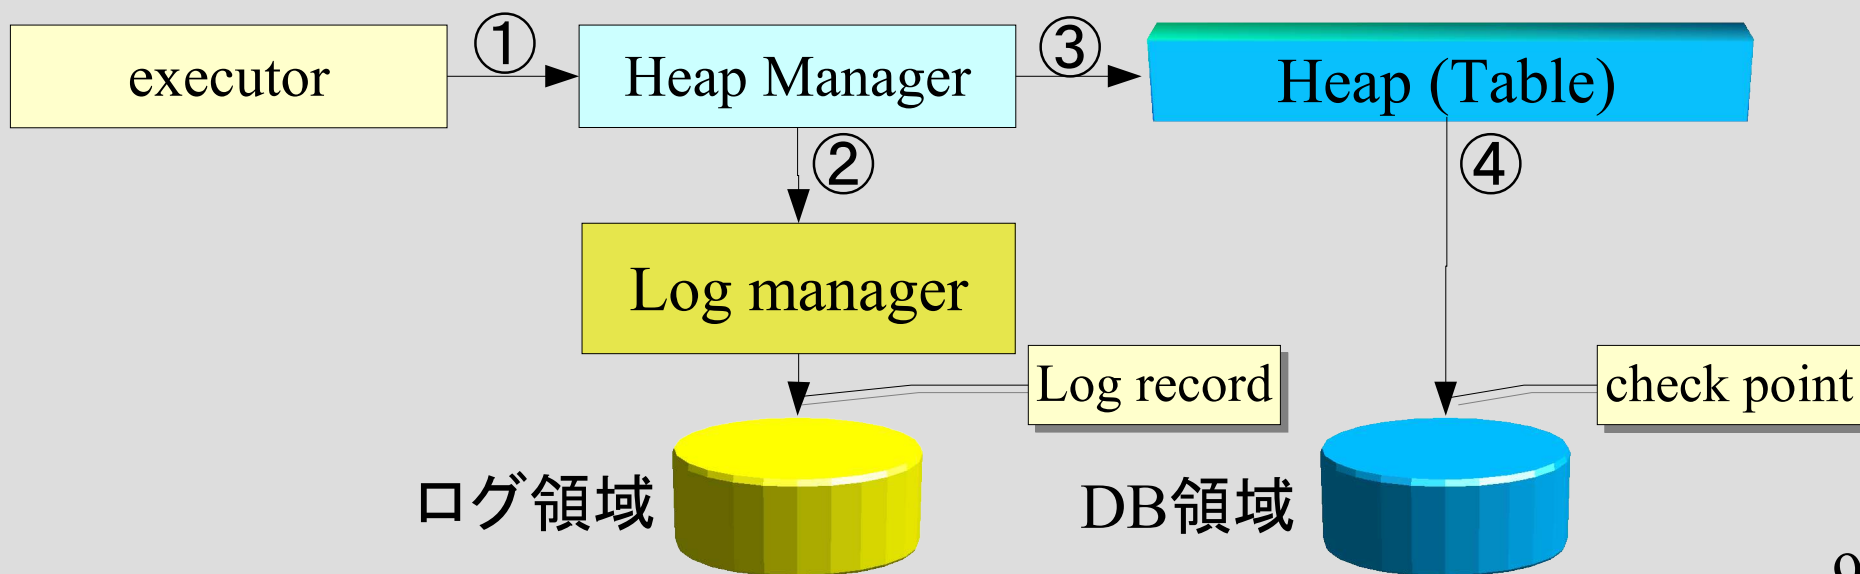 executor
①
Heap Manager
③
Heap (Table)
②
④
Log manager
Log record
check point
ログ領域
DB領域
9